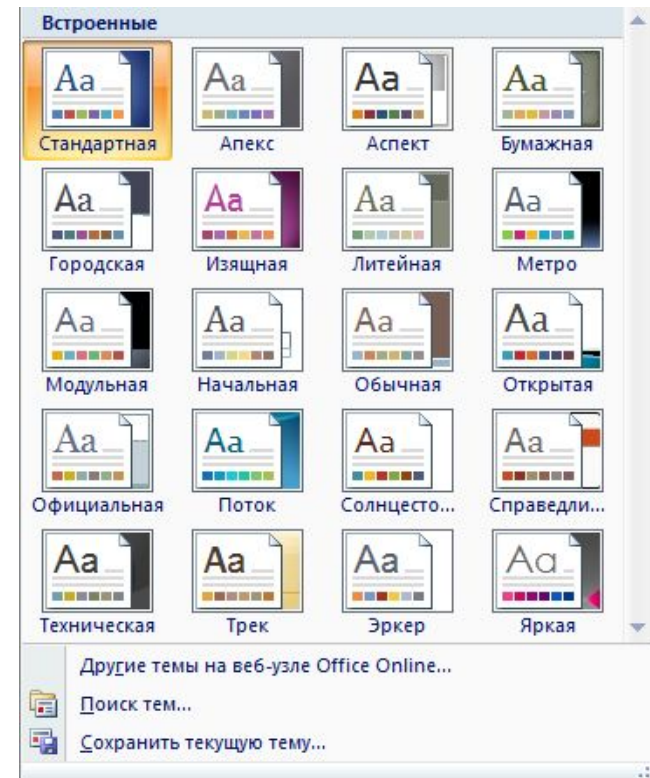 Встроенные
Aa Aa Aa Aa
Стандартная Апекс Аспект Бумажная
Aa Aa Aa Aa
Городская Изящная Литейная Метро
Aa Aa Aa Aa
Модульная Начальная Обычная Открытая
Aa Aa Aa Aa
Официальная Поток Солнцесто... Справедли...
Aa Aa Aa Aa
Техническая Трек Эркер Яркая
Другие темы на веб-узле Office Online...
Поиск тем...
Сохранить текущую тему...